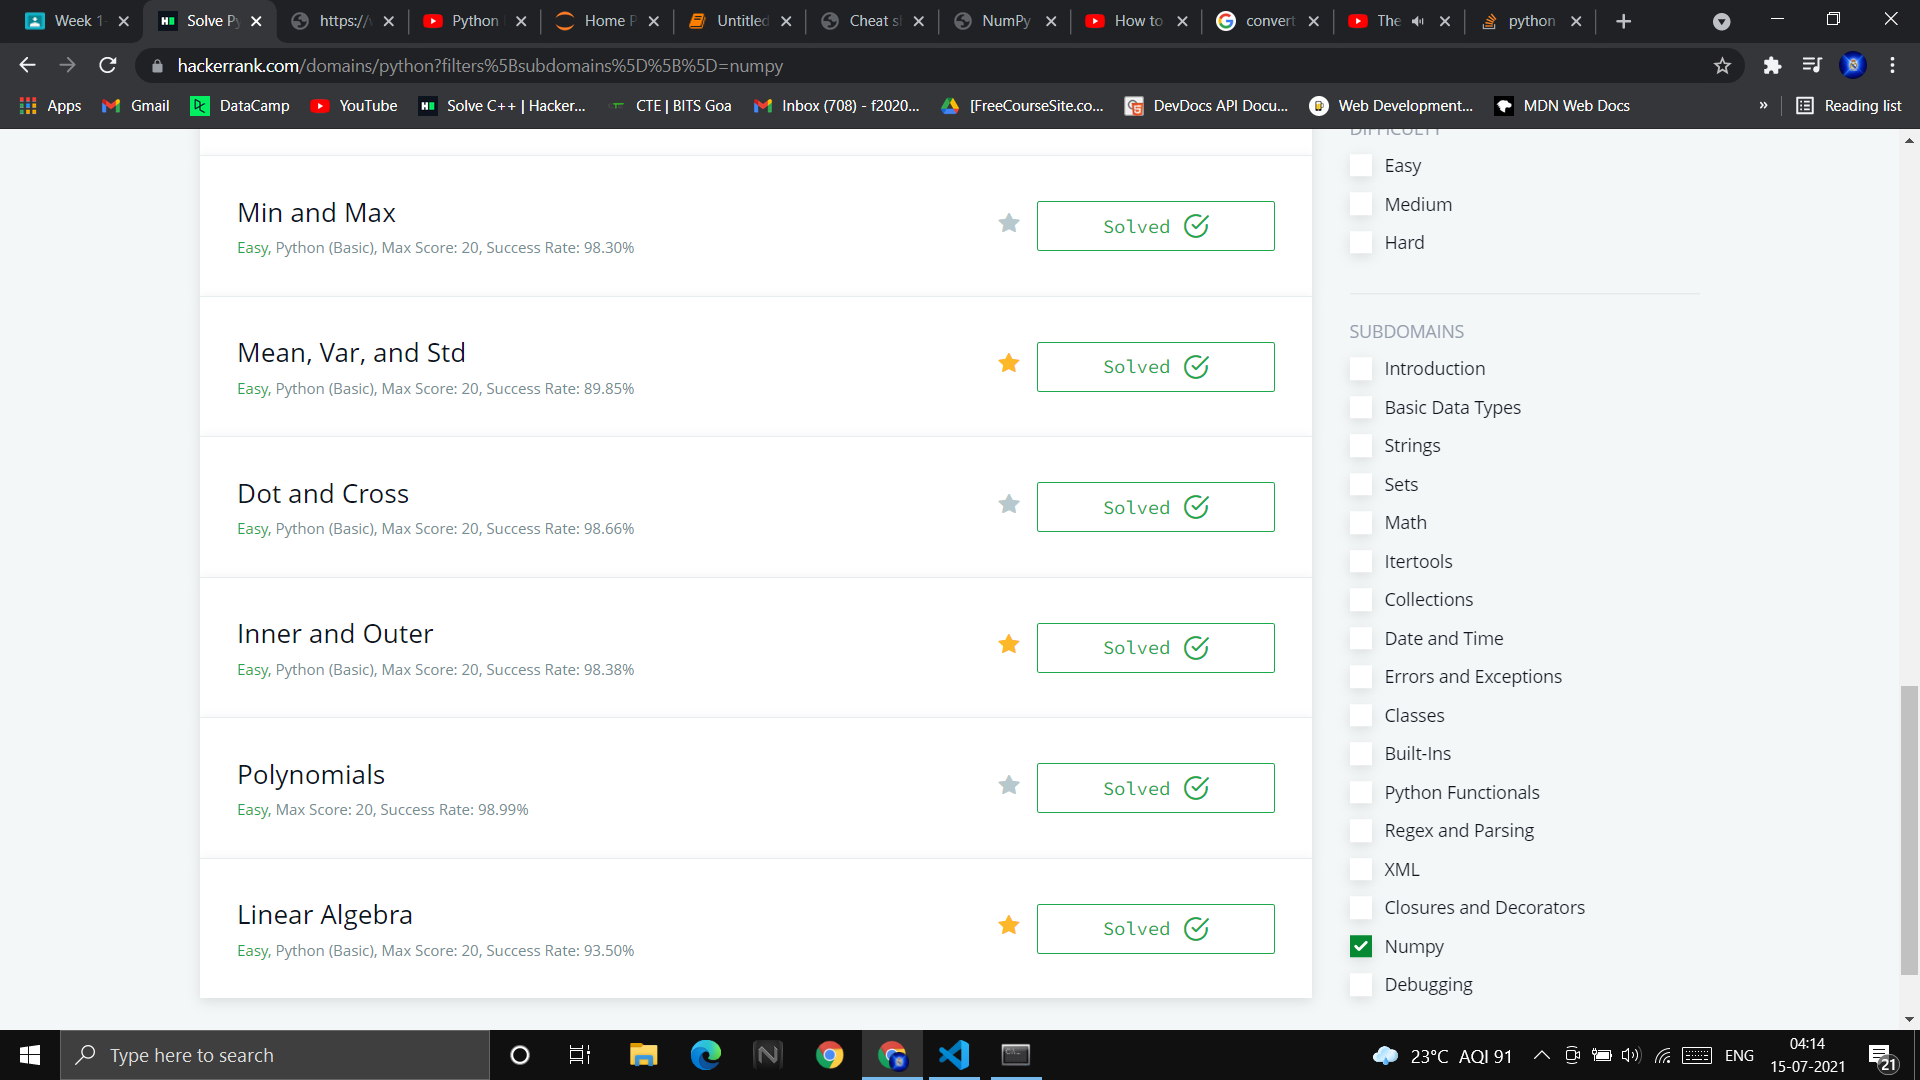 Week 1-
Solve Py
https://v
Python
Home P
Untitled
Cheat s
NumPy
How to
convert
The
python
hackerrank.com/domains/python?filters%5Bsubdomains%5D%5B%5D=numpy
Apps
Gmail
DataCamp
YouTube
Solve C++ | Hacker...
CTE | BITS Goa
Inbox (708) - f2020...
[FreeCourseSite.co...
DevDocs API Docu...
Web Development...
MDN Web Docs
»
Reading list
Min and Max
Easy, Python (Basic), Max Score: 20, Success Rate: 98.30%
Solved
Mean, Var, and Std
Easy, Python (Basic), Max Score: 20, Success Rate: 89.85%
Solved
Dot and Cross
Easy, Python (Basic), Max Score: 20, Success Rate: 98.66%
Solved
Inner and Outer
Easy, Python (Basic), Max Score: 20, Success Rate: 98.38%
Solved
Polynomials
Easy, Max Score: 20, Success Rate: 98.99%
Solved
Linear Algebra
Easy, Python (Basic), Max Score: 20, Success Rate: 93.50%
Solved
DIFFICULTY
Easy
Medium
Hard
SUBDOMAINS
Introduction
Basic Data Types
Strings
Sets
Math
Itertools
Collections
Date and Time
Errors and Exceptions
Classes
Built-Ins
Python Functionals
Regex and Parsing
XML
Closures and Decorators
Numpy
Debugging
Type here to search
23°C AQI 91
ENG
04:14
15-07-2021
21